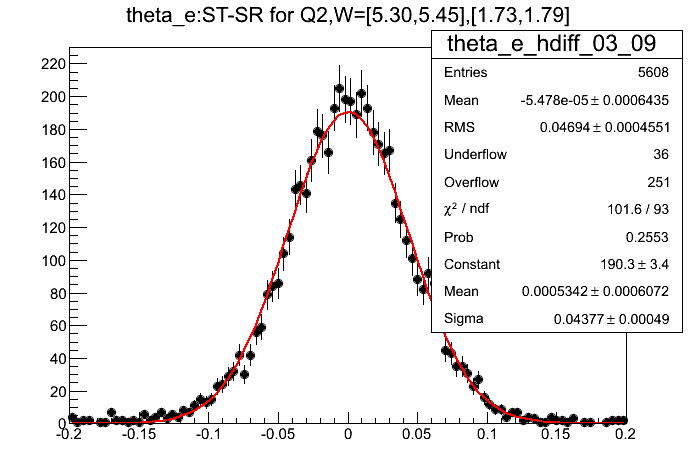 theta_e:ST-SR for Q2,W=[5.30,5.45],[1.73,1.79]
theta_e_hdiff_03_09
Entries 5608
Mean -5.478e-05 ± 0.0006435
RMS 0.04694 ± 0.0004551
Underflow 36
Overflow 251
χ² / ndf 101.6 / 93
Prob 0.2553
Constant 190.3 ± 3.4
Mean 0.0005342 ± 0.0006072
Sigma 0.04377 ± 0.00049
220
200
180
160
140
120
100
80
60
40
20
0
-0.2 -0.15 -0.1 -0.05 0 0.05 0.1 0.15 0.2